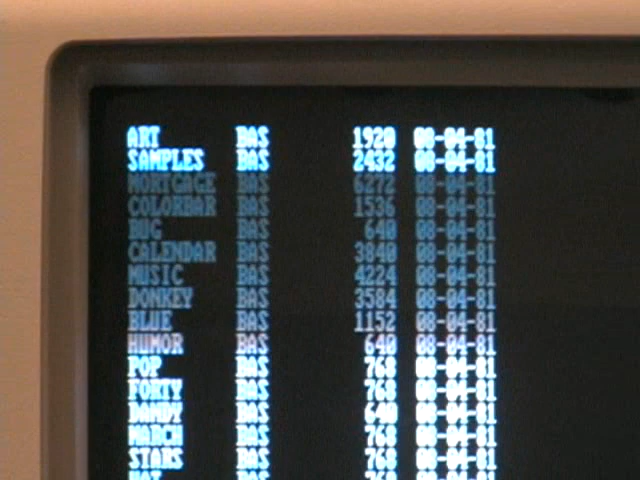 ART BAS 1920 08-04-81
SAMPLES BAS 2432 08-04-81
MORTGAGE BAS 6272 08-04-81
COLORBAR BAS 1536 08-04-81
BUG BAS 640 08-04-81
CALENDAR BAS 3840 08-04-81
MUSIC BAS 4224 08-04-81
DONKEY BAS 3584 08-04-81
BLUE BAS 1152 08-04-81
HUMOR BAS 640 08-04-81
POP BAS 768 08-04-81
FORTY BAS 768 08-04-81
DANDY BAS 640 08-04-81
MARCH BAS 768 08-04-81
STARS BAS 768 08-04-81